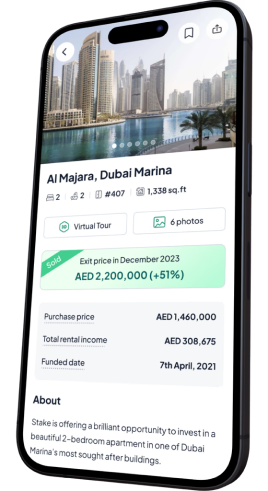 Al Majara, Dubai Marina
2 2 #407 1,338 sq.ft
Virtual Tour 6 photos
Sold
Exit price in December 2023
AED 2,200,000 (+51%)
Purchase price AED 1,460,000
Total rental income AED 308,675
Funded date 7th April, 2021
About
Stake is offering a brilliant opportunity to invest in a
beautiful 2-bedroom apartment in one of Dubai
Marina's most sought after buildings.